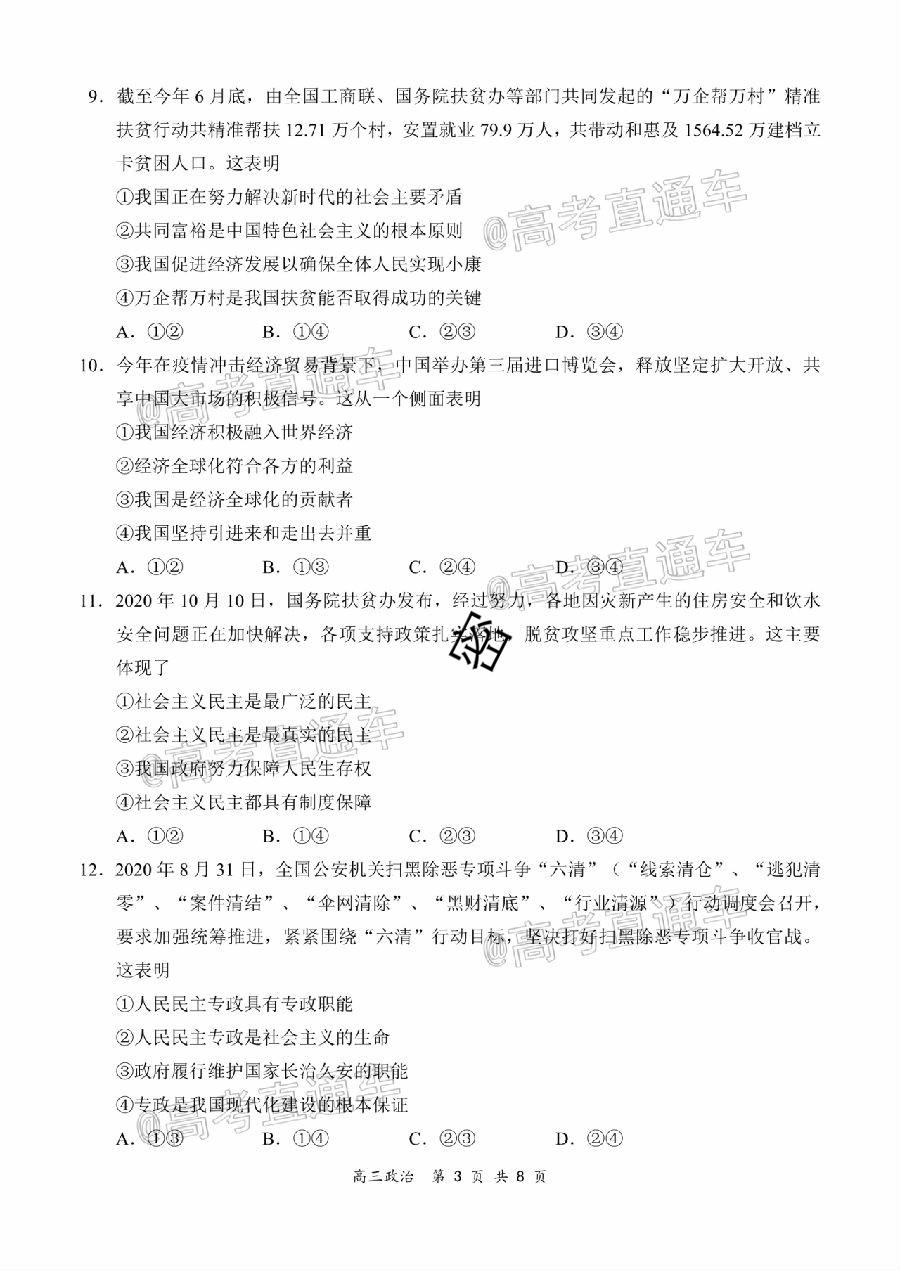 9．截至今年 6 月底，由全国工商联、国务院扶贫办等部门共同发起的“万企帮万村”精准
扶贫行动共精准帮扶 12.71 万个村，安置就业 79.9 万人，共带动和惠及 1564.52 万建档立
卡贫困人口。这表明
①我国正在努力解决新时代的社会主要矛盾
②共同富裕是中国特色社会主义的根本原则
@高考直通车
③我国促进经济发展以确保全体人民实现小康
④万企帮万村是我国扶贫能否取得成功的关键
A．①② B．①④ C．②③ D．③④
10．今年在疫情冲击经济贸易背景下，中国举办第三届进口博览会，释放坚定扩大开放、共
享中国大市场的积极信号。这从一个侧面表明
@高考直通车
①我国经济积极融入世界经济
②经济全球化符合各方的利益
③我国是经济全球化的贡献者
④我国坚持引进来和走出去并重
A．①② B．①③ C．②④ D．③④
@高考直通车
11．2020 年 10 月 10 日，国务院扶贫办发布，经过努力，各地因灾新产生的住房安全和饮水
安全问题正在加快解决，各项支持政策扎实落地，脱贫攻坚重点工作稳步推进。这主要
体现了
密
①社会主义民主是最广泛的民主
②社会主义民主是最真实的民主
@高考直通车
③我国政府努力保障人民生存权
④社会主义民主都具有制度保障
A．①② B．①④ C．②③ D．③④
12．2020 年 8 月 31 日，全国公安机关扫黑除恶专项斗争“六清”（“线索清仓”、“逃犯清
零”、“案件清结”、“伞网清除”、“黑财清底”、“行业清源”）行动调度会召开，
要求加强统筹推进，紧紧围绕“六清”行动目标，坚决打好扫黑除恶专项斗争收官战。
@高考直通车
这表明
①人民民主专政具有专政职能
②人民民主专政是社会主义的生命
③政府履行维护国家长治久安的职能
④专政是我国现代化建设的根本保证
@高考直通车
A．①③ B．①④ C．②③ D．②④
高三政治 第 3 页 共 8 页